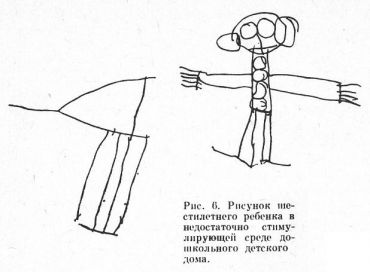 Рис. 6. Рисунок ше-
стилетнего ребенка в
недостаточно стиму-
лирующей среде до-
школьного детского
дома.